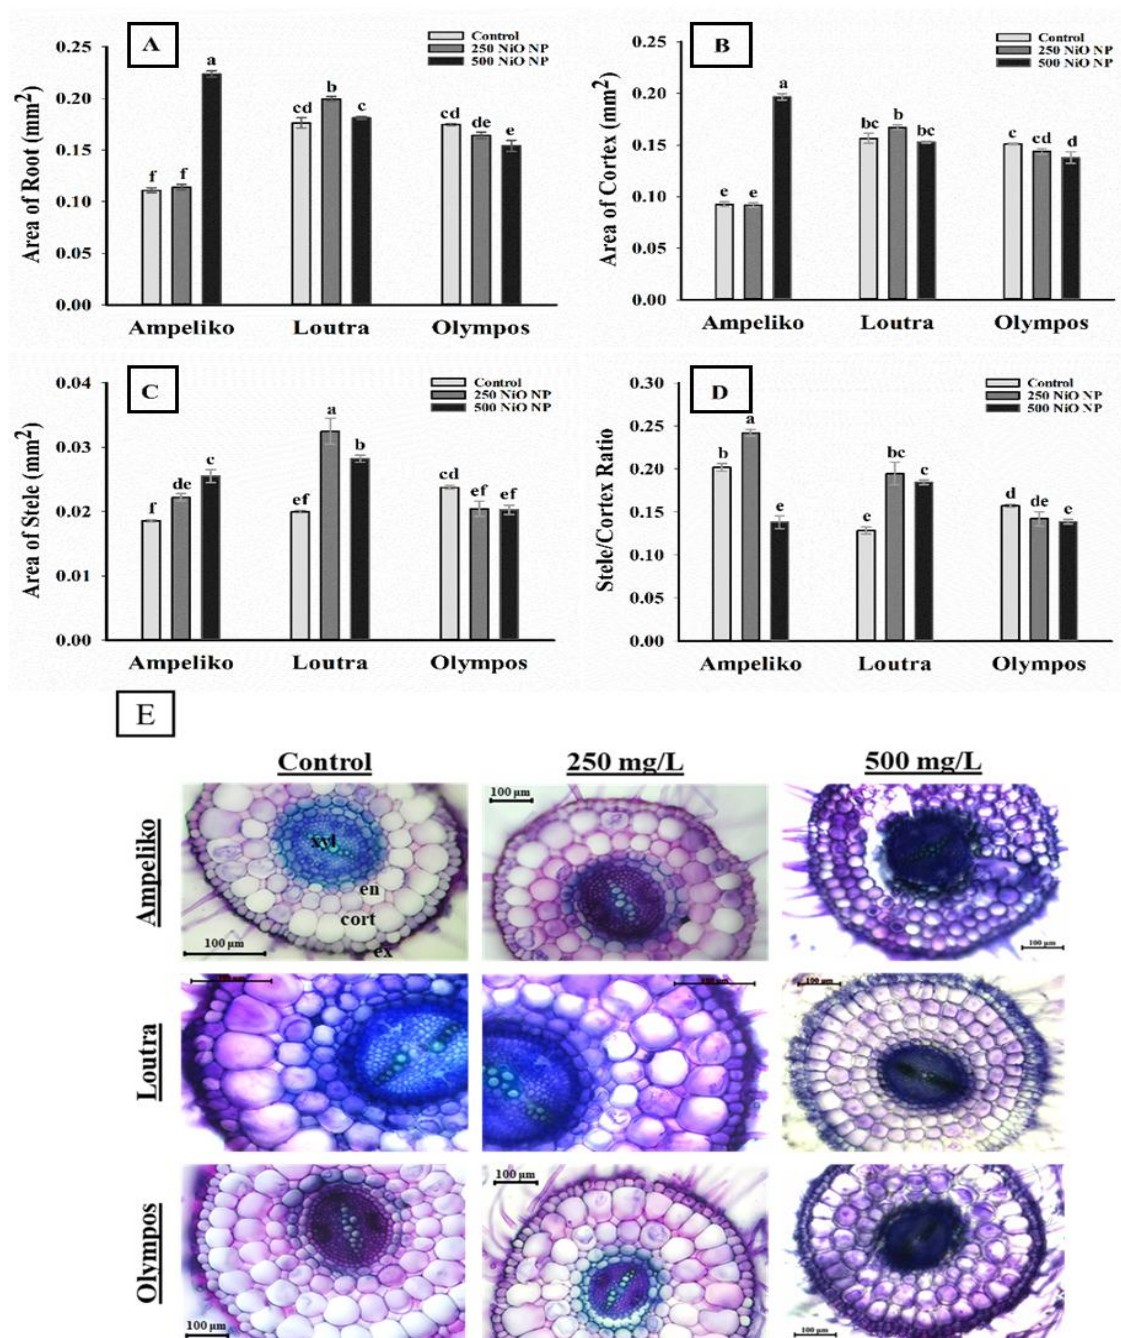 A
Control
250 NiO NP
500 NiO NP
Area of Root (mm²)
0.25
0.20
0.15
0.10
0.05
0.00
f f a
cd b c
cd de e
Ampeliko Loutra Olympos
B
Control
250 NiO NP
500 NiO NP
Area of Cortex (mm²)
0.25
0.20
0.15
0.10
0.05
0.00
e e a
bc b bc
c cd d
Ampeliko Loutra Olympos
C
Control
250 NiO NP
500 NiO NP
Area of Stele (mm²)
0.04
0.03
0.02
0.01
0.00
f de c
ef a b
cd ef ef
Ampeliko Loutra Olympos
D
Control
250 NiO NP
500 NiO NP
Stele/Cortex Ratio
0.30
0.25
0.20
0.15
0.10
0.05
0.00
b a e
e bc c
d de e
Ampeliko Loutra Olympos
E
Control 250 mg/L 500 mg/L
Ampeliko
xyl
en
cort
ex
100 µm
100 µm
100 µm
Loutra
100 µm
Olympos
100 µm
100 µm
100 µm